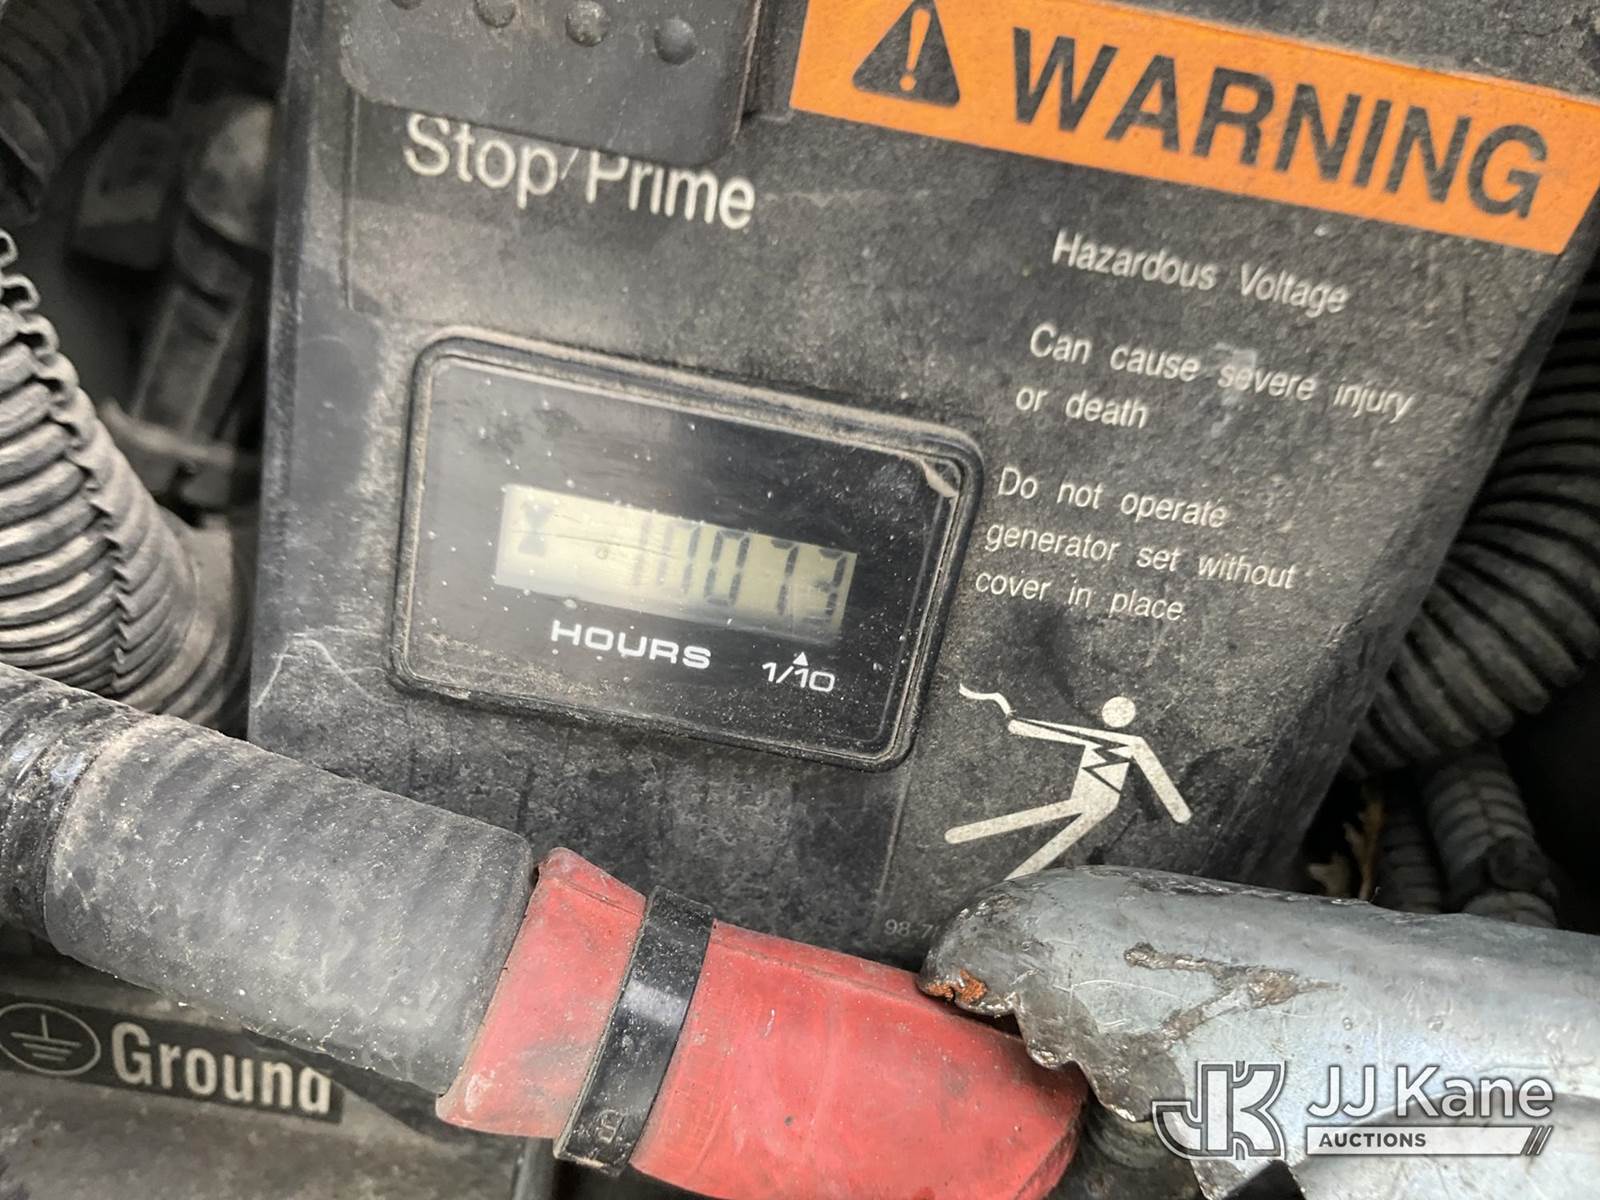 WARNING
Stop/Prime
Hazardous Voltage
Can cause severe injury
or death
Do not operate
generator set without
cover in place
HOURS
1/10
Ground
JJ Kane
AUCTIONS